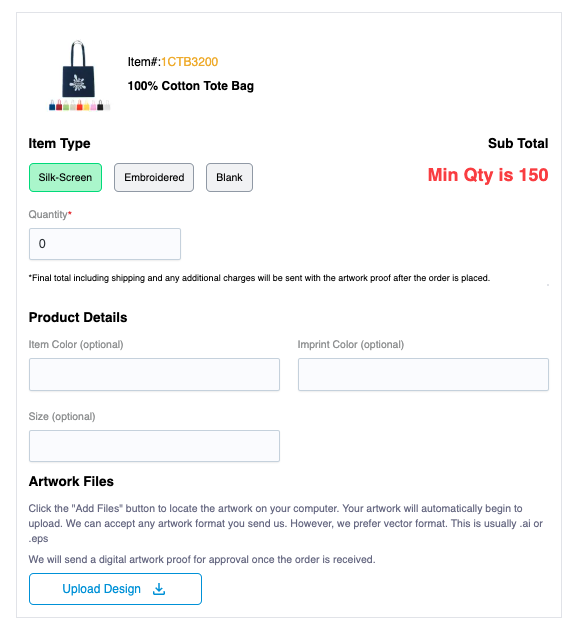 Item#:1CTB3200
100% Cotton Tote Bag
Item Type
Sub Total
Silk-Screen
Embroidered
Blank
Min Qty is 150
Quantity*
0
*Final total including shipping and any additional charges will be sent with the artwork proof after the order is placed.
Product Details
Item Color (optional)
Imprint Color (optional)
Size (optional)
Artwork Files
Click the "Add Files" button to locate the artwork on your computer. Your artwork will automatically begin to
upload. We can accept any artwork format you send us. However, we prefer vector format. This is usually .ai or
.eps
We will send a digital artwork proof for approval once the order is received.
Upload Design